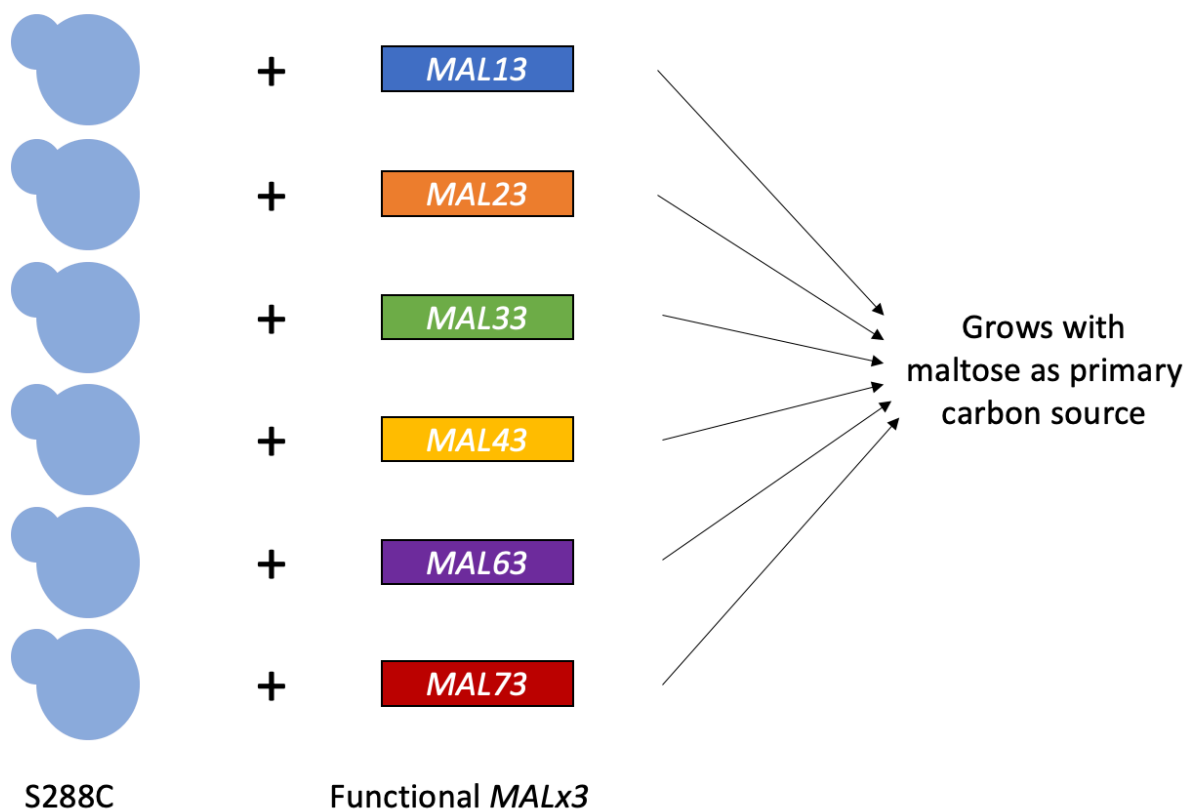 + MAL13
+ MAL23
+ MAL33
+ MAL43
+ MAL63
+ MAL73
Grows with
maltose as primary
carbon source
S288C
Functional MALx3